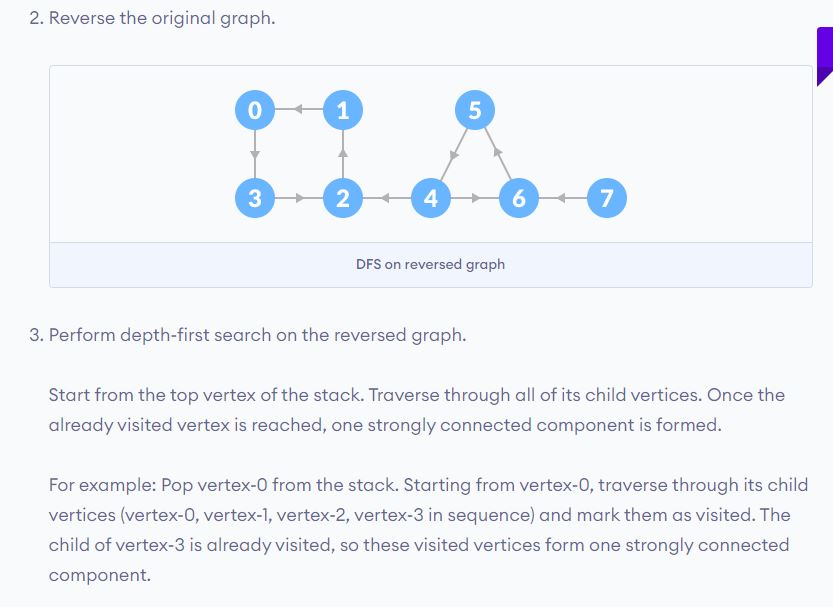 2. Reverse the original graph.
0 1 5
3 2 4 6 7
DFS on reversed graph
3. Perform depth-first search on the reversed graph.
Start from the top vertex of the stack. Traverse through all of its child vertices. Once the
already visited vertex is reached, one strongly connected component is formed.
For example: Pop vertex-0 from the stack. Starting from vertex-0, traverse through its child
vertices (vertex-0, vertex-1, vertex-2, vertex-3 in sequence) and mark them as visited. The
child of vertex-3 is already visited, so these visited vertices form one strongly connected
component.